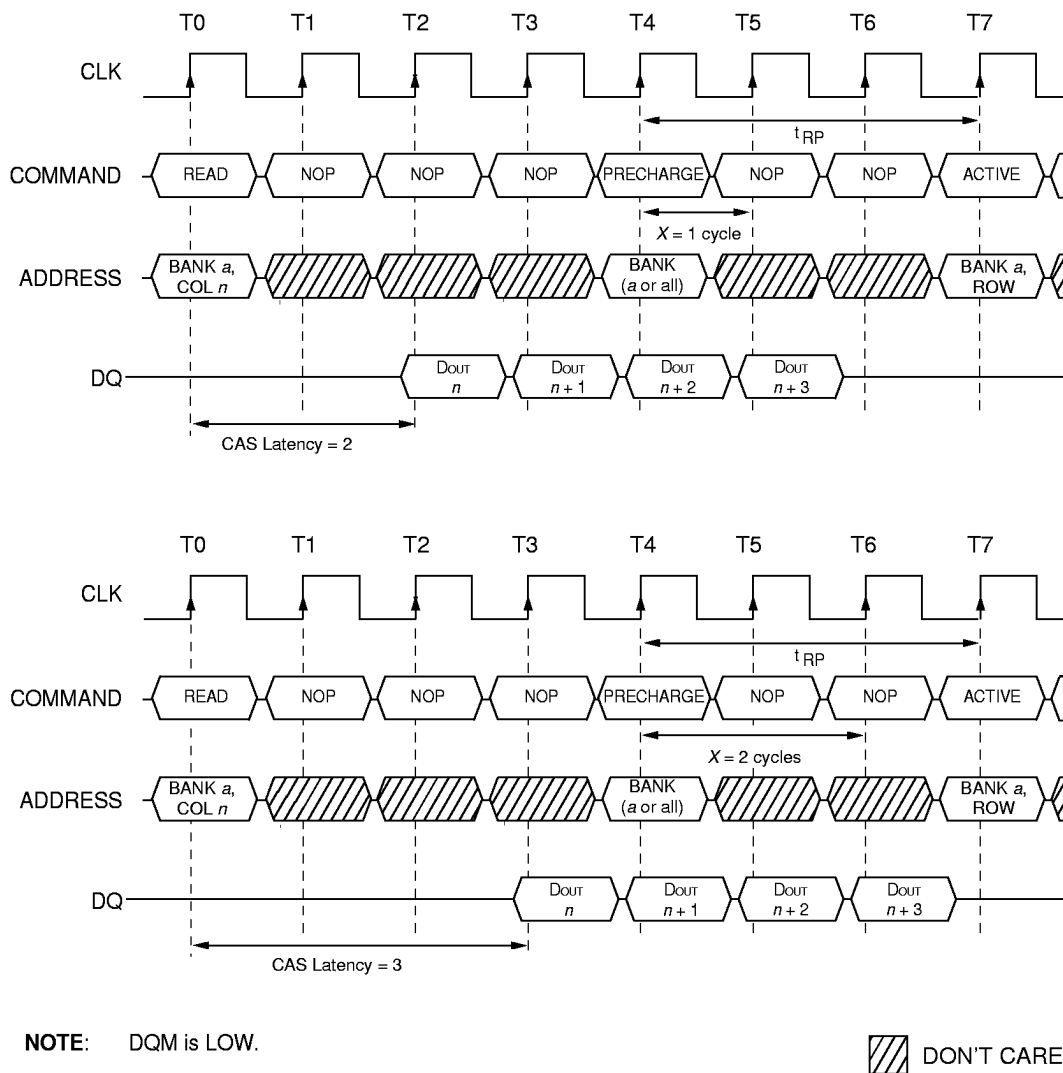 T0 T1 T2 T3 T4 T5 T6 T7
CLK
tRP
COMMAND READ NOP NOP NOP PRECHARGE NOP NOP ACTIVE
X = 1 cycle
ADDRESS BANK a, BANK BANK a,
COL n (a or all) ROW
DQ DOUT DOUT DOUT DOUT
n n + 1 n + 2 n + 3
CAS Latency = 2
T0 T1 T2 T3 T4 T5 T6 T7
CLK
tRP
COMMAND READ NOP NOP NOP PRECHARGE NOP NOP ACTIVE
X = 2 cycles
ADDRESS BANK a, BANK BANK a,
COL n (a or all) ROW
DQ DOUT DOUT DOUT DOUT
n n + 1 n + 2 n + 3
CAS Latency = 3
NOTE: DQM is LOW.
DON'T CARE